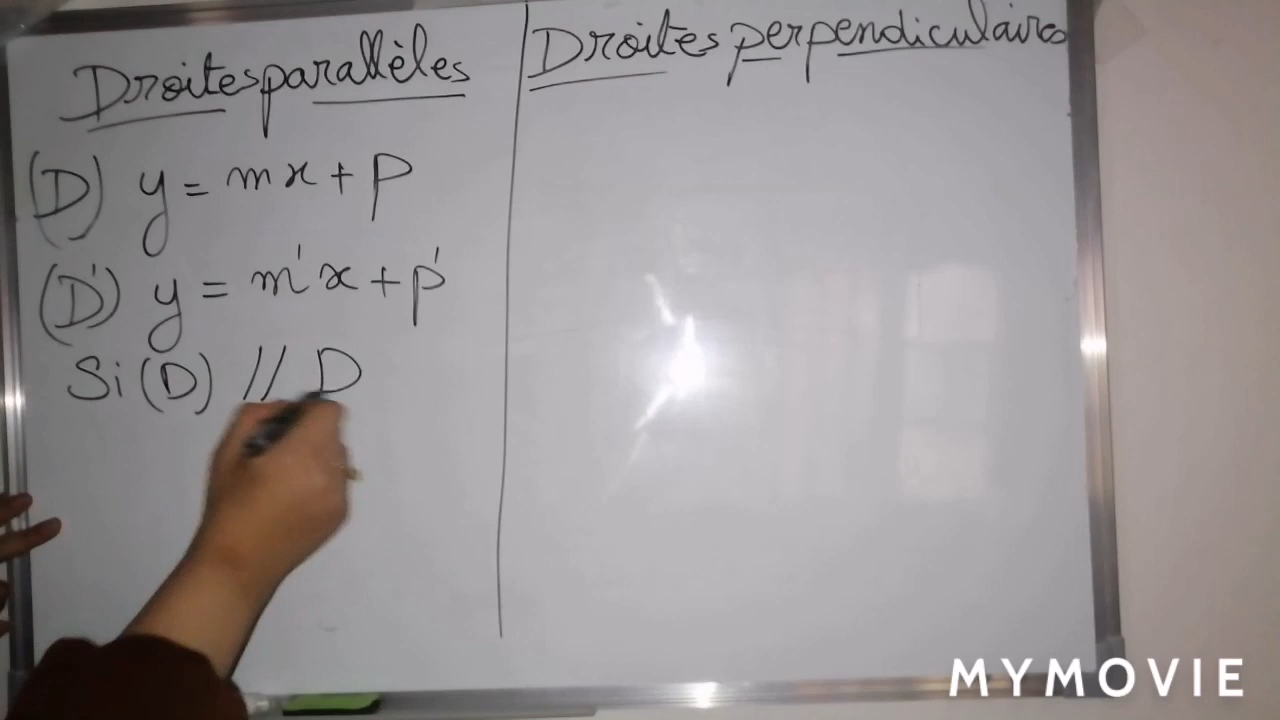 Droites parallèles
(D) y = mx + p
(D') y = m'x + p'
Si (D) // D
Droites perpendiculaires
MYMOVIE